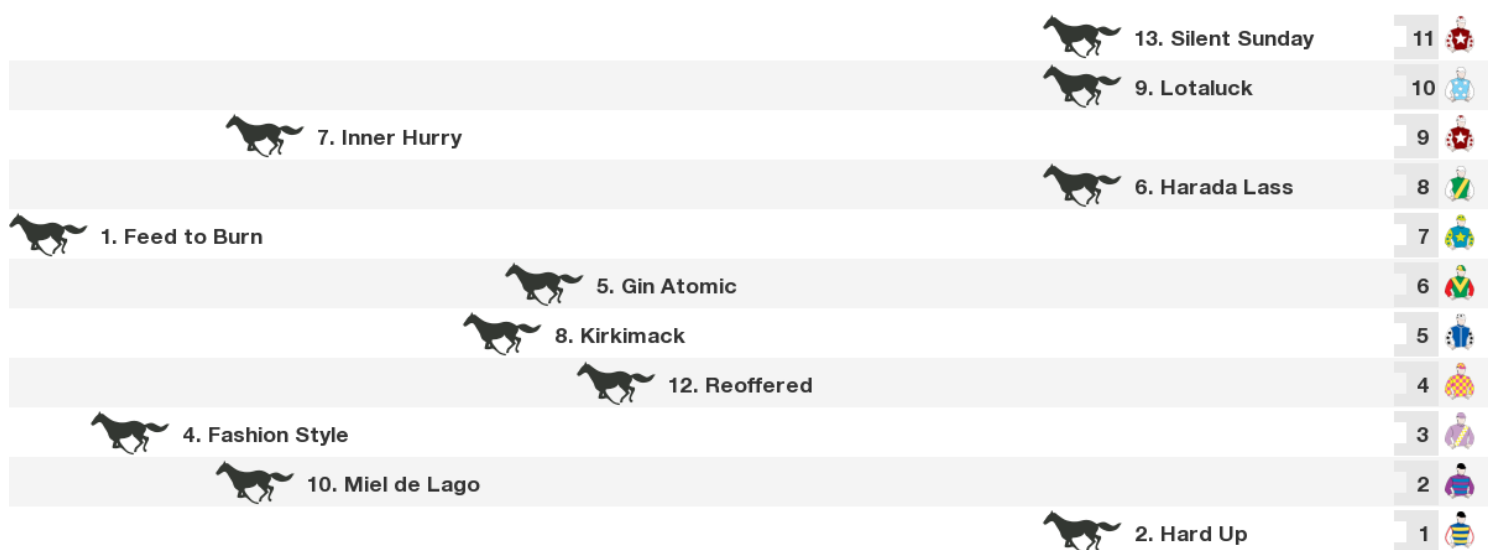 13. Silent Sunday 11
9. Lotaluck 10
7. Inner Hurry 9
6. Harada Lass 8
1. Feed to Burn 7
5. Gin Atomic 6
8. Kirkimack 5
12. Reoffered 4
4. Fashion Style 3
10. Miel de Lago 2
2. Hard Up 1